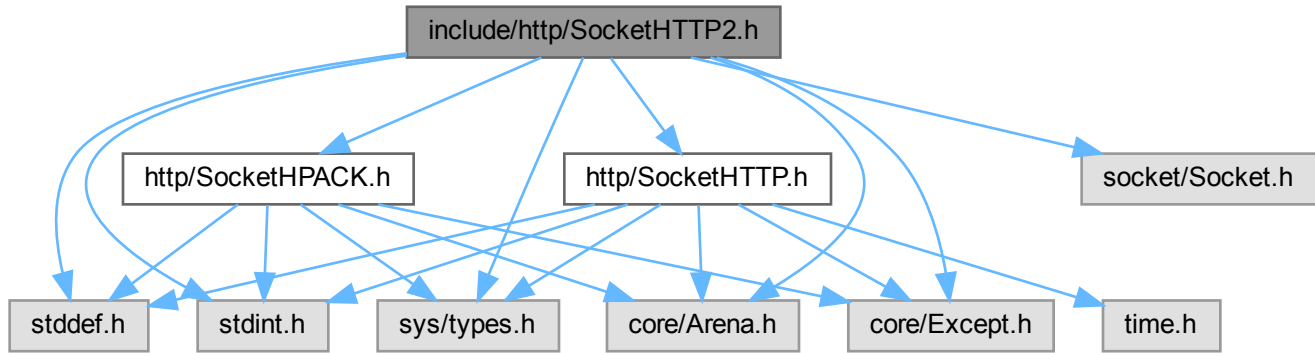 include/http/SocketHTTP2.h
http/SocketHPACK.h
http/SocketHTTP.h
socket/Socket.h
stddef.h
stdint.h
sys/types.h
core/Arena.h
core/Except.h
time.h